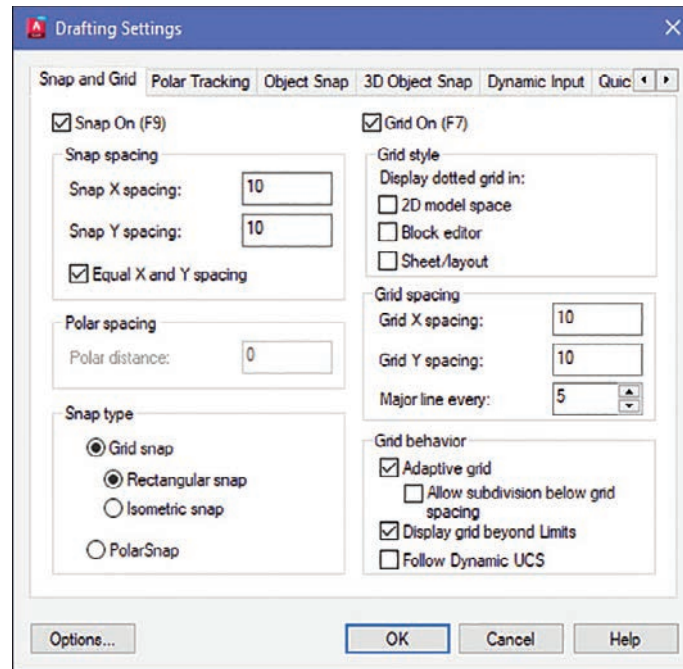 Drafting Settings
Snap and Grid Polar Tracking Object Snap 3D Object Snap Dynamic Input Quic
Snap On (F9)
Snap spacing
Snap X spacing: 10
Snap Y spacing: 10
Equal X and Y spacing
Polar spacing
Polar distance: 0
Snap type
Grid snap
Rectangular snap
Isometric snap
PolarSnap
Grid On (F7)
Grid style
Display dotted grid in:
2D model space
Block editor
Sheet/layout
Grid spacing
Grid X spacing: 10
Grid Y spacing: 10
Major line every: 5
Grid behavior
Adaptive grid
Allow subdivision below grid
spacing
Display grid beyond Limits
Follow Dynamic UCS
Options... OK Cancel Help